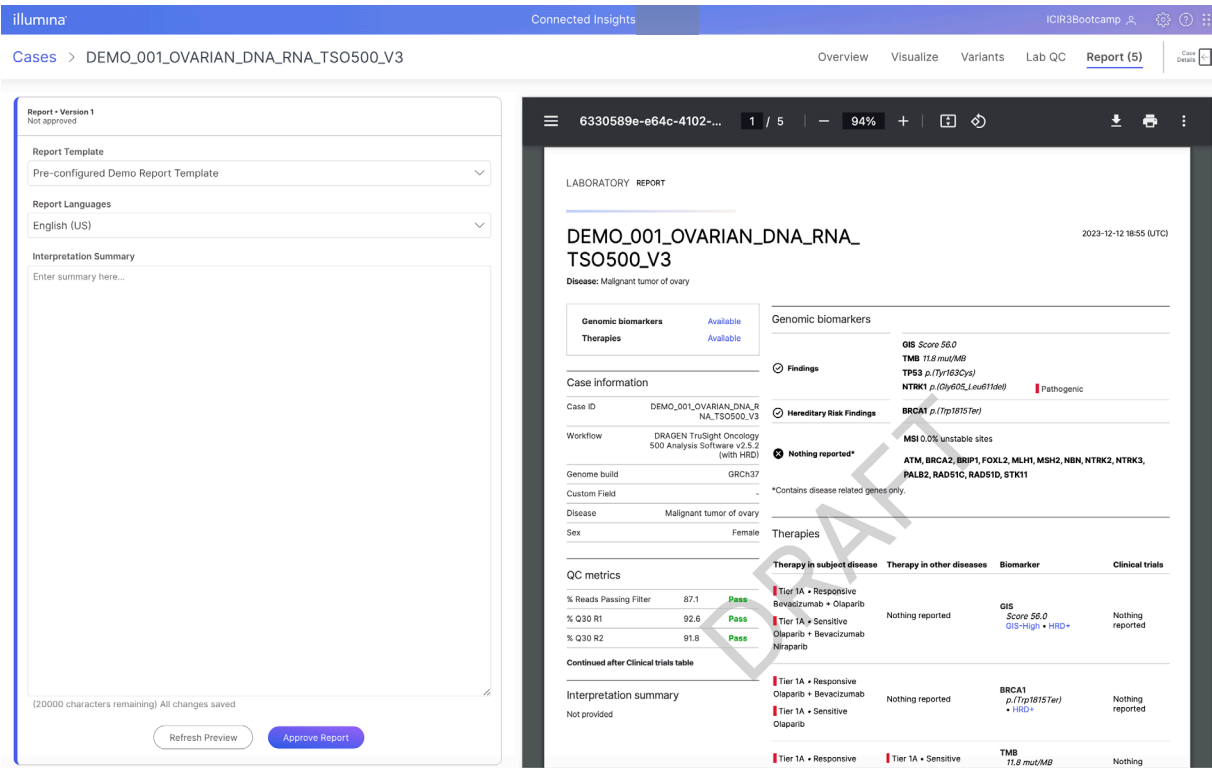 illumina
Connected Insights
ICIR3Bootcamp
Cases > DEMO_001_OVARIAN_DNA_RNA_TSO500_V3
Overview Visualize Variants Lab QC Report (5)
Case Details
Report • Version 1
Not approved
Report Template
Pre-configured Demo Report Template
Report Languages
English (US)
Interpretation Summary
Enter summary here...
(20000 characters remaining) All changes saved
Refresh Preview Approve Report
6330589e-e64c-4102-... 1 / 5 − 94% +
LABORATORY REPORT
DEMO_001_OVARIAN_DNA_RNA_
TSO500_V3
2023-12-12 18:55 (UTC)
Disease: Malignant tumor of ovary
Genomic biomarkers Available
Therapies Available
Case information
Case ID DEMO_001_OVARIAN_DNA_R
NA_TSO500_V3
Workflow DRAGEN TruSight Oncology
500 Analysis Software v2.5.2
(with HRD)
Genome build GRCh37
Custom Field -
Disease Malignant tumor of ovary
Sex Female
QC metrics
% Reads Passing Filter 87.1 Pass
% Q30 R1 92.6 Pass
% Q30 R2 91.8 Pass
Continued after Clinical trials table
Interpretation summary
Not provided
Genomic biomarkers
Findings
GIS Score 56.0
TMB 11.8 mut/MB
TP53 p.(Tyr163Cys)
NTRK1 p.(Gly605_Leu611del) Pathogenic
Hereditary Risk Findings BRCA1 p.(Trp1815Ter)
Nothing reported*
MSI 0.0% unstable sites
ATM, BRCA2, BRIP1, FOXL2, MLH1, MSH2, NBN, NTRK2, NTRK3,
PALB2, RAD51C, RAD51D, STK11
*Contains disease related genes only.
Therapies
Therapy in subject disease Therapy in other diseases Biomarker Clinical trials
Tier 1A • Responsive
Bevacizumab + Olaparib
Tier 1A • Sensitive
Olaparib + Bevacizumab
Niraparib
Nothing reported
GIS
Score 56.0
GIS-High • HRD+
Nothing
reported
Tier 1A • Responsive
Olaparib + Bevacizumab
Tier 1A • Sensitive
Olaparib
Nothing reported
BRCA1
p.(Trp1815Ter)
• HRD+
Nothing
reported
Tier 1A • Responsive
Tier 1A • Sensitive
TMB
11.8 mut/MB
Nothing
DRAFT